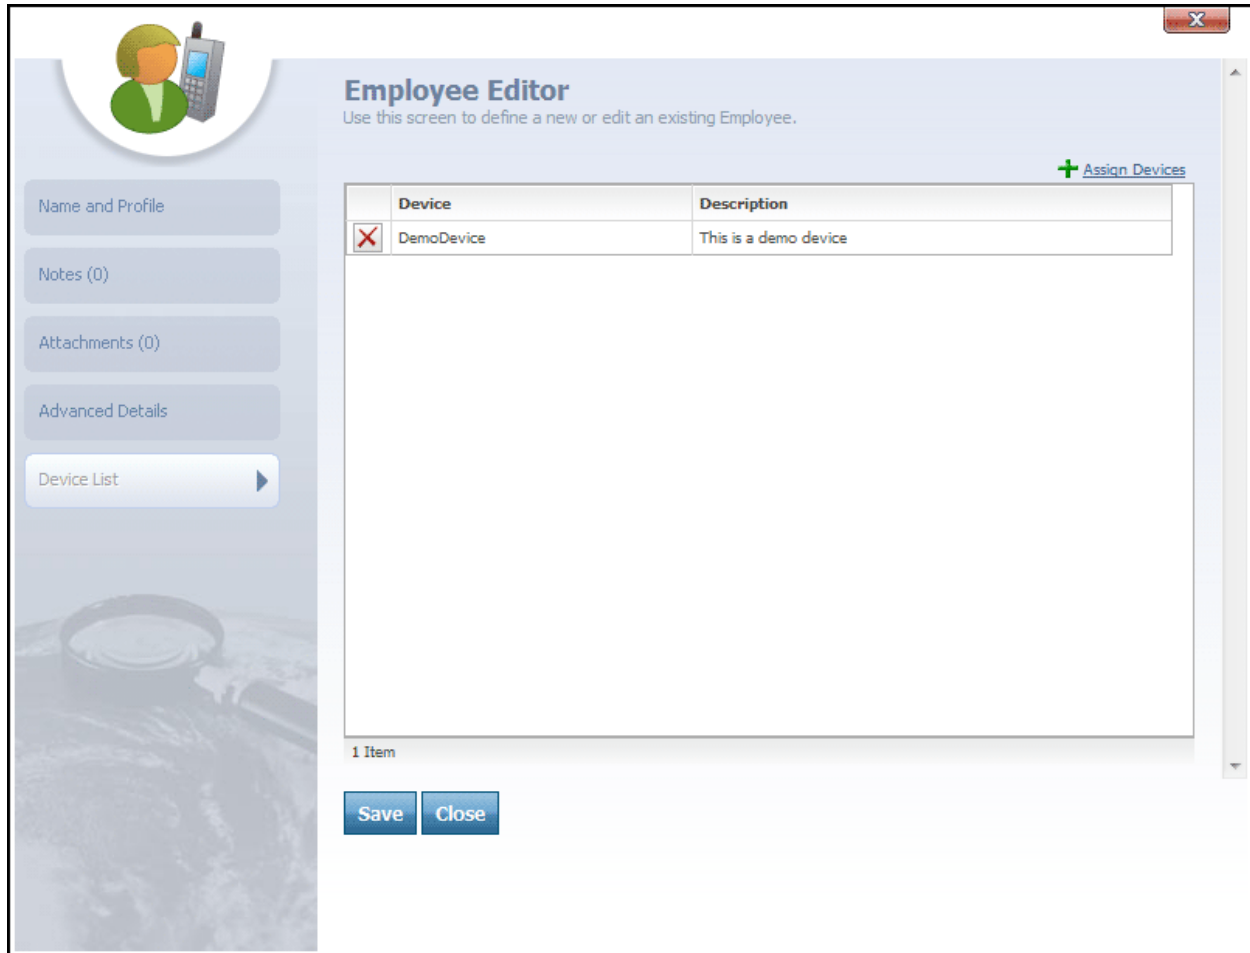 X
Employee Editor
Use this screen to define a new or edit an existing Employee.
Assign Devices
Name and Profile
Notes (0)
Attachments (0)
Advanced Details
Device List
Device Description
DemoDevice This is a demo device
1 Item
Save Close